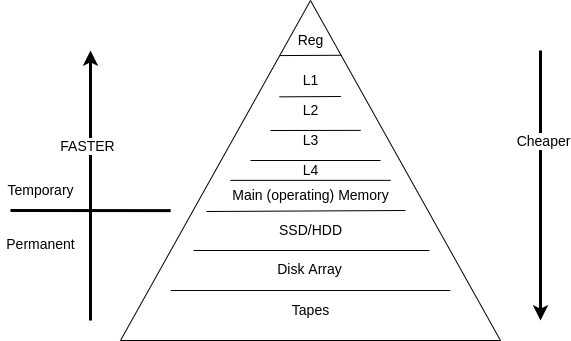 Reg
L1
L2
L3
L4
Main (operating) Memory
SSD/HDD
Disk Array
Tapes
FASTER
Temporary
Permanent
Cheaper